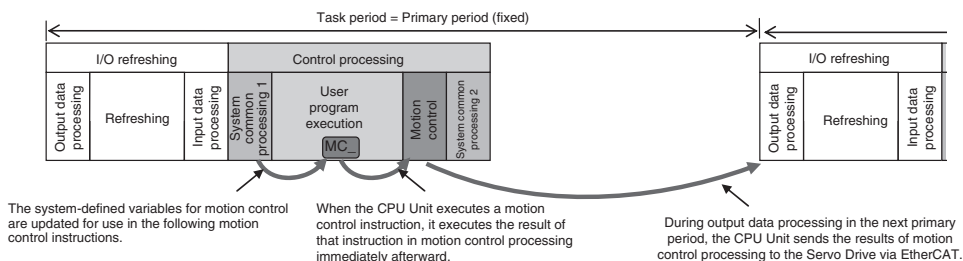 Task period = Primary period (fixed)
I/O refreshing
Control processing
I/O refreshing
Output data
processing
Refreshing
Input data
processing
System
common
processing 1
User
program
execution
MC_
Motion
control
System common
processing 2
Output data
processing
Refreshing
Input data
processing
The system-defined variables for motion control
are updated for use in the following motion
control instructions.
When the CPU Unit executes a motion
control instruction, it executes the result of
that instruction in motion control processing
immediately afterward.
During output data processing in the next primary
period, the CPU Unit sends the results of motion
control processing to the Servo Drive via EtherCAT.